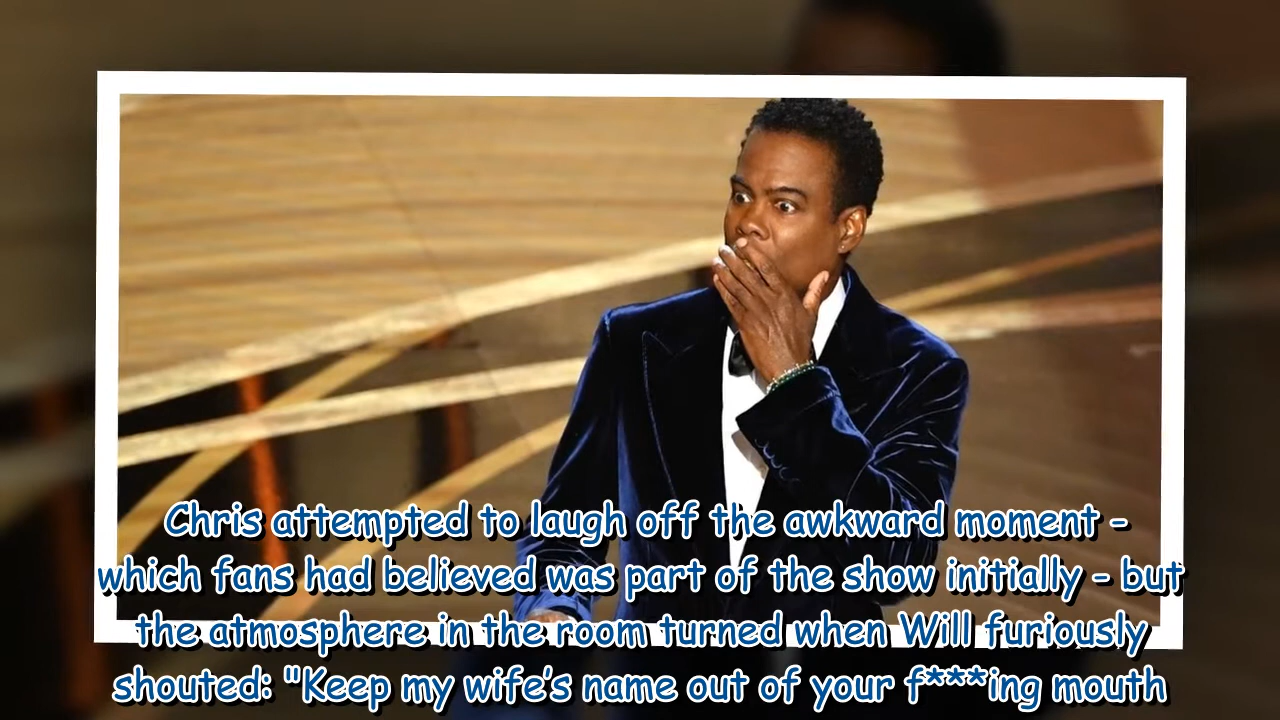 Chris attempted to laugh off the awkward moment -
which fans had believed was part of the show initially - but
the atmosphere in the room turned when Will furiously
shouted: "Keep my wife's name out of your f***ing mouth